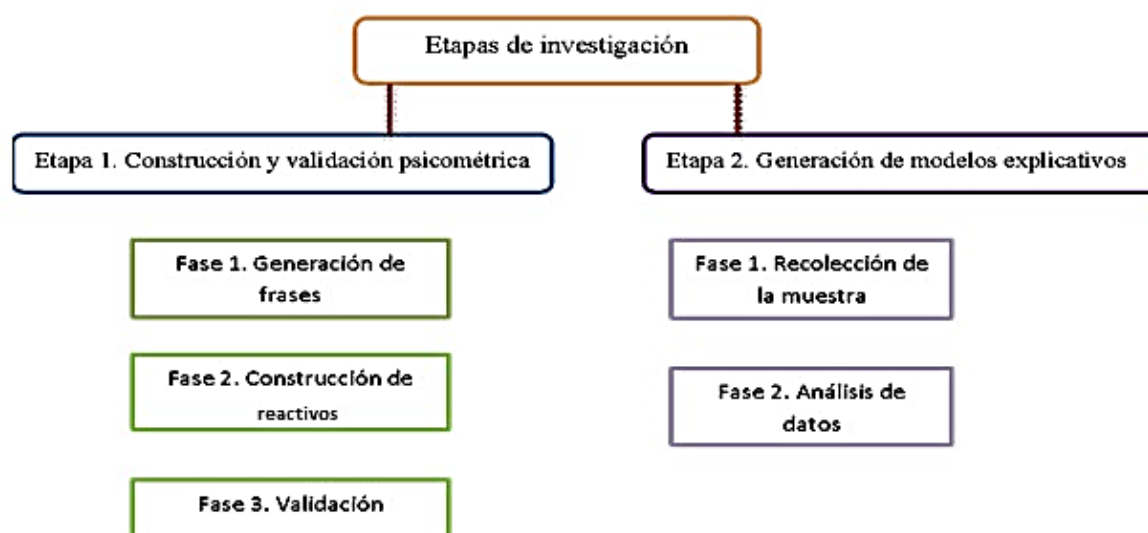 Etapas de investigación
Etapa 1. Construcción y validación psicométrica
Etapa 2. Generación de modelos explicativos
Fase 1. Generación de
frases
Fase 2. Construcción de
reactivos
Fase 3. Validación
Fase 1. Recolección de
la muestra
Fase 2. Análisis de
datos